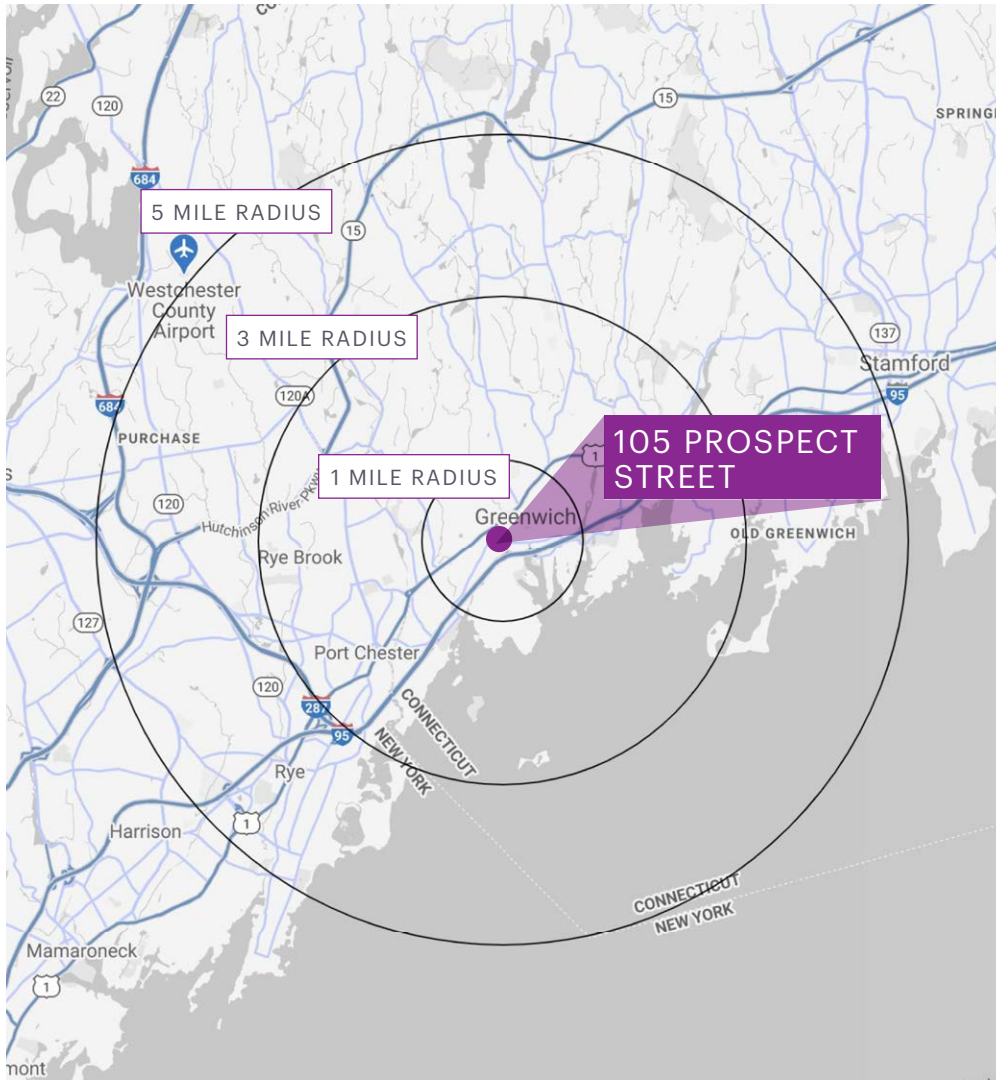 22
120
15
SPRING
684
5 MILE RADIUS
15
Westchester
County
Airport
3 MILE RADIUS
137
Stamford
95
120A
684
PURCHASE
105 PROSPECT
STREET
1
1 MILE RADIUS
120
Hutchinson River Pkwy
Greenwich
OLD GREENWICH
Rye Brook
127
Port Chester
120
287
95
CONNECTICUT
NEW YORK
Rye
1
Harrison
CONNECTICUT
NEW YORK
Mamaroneck
1
mont